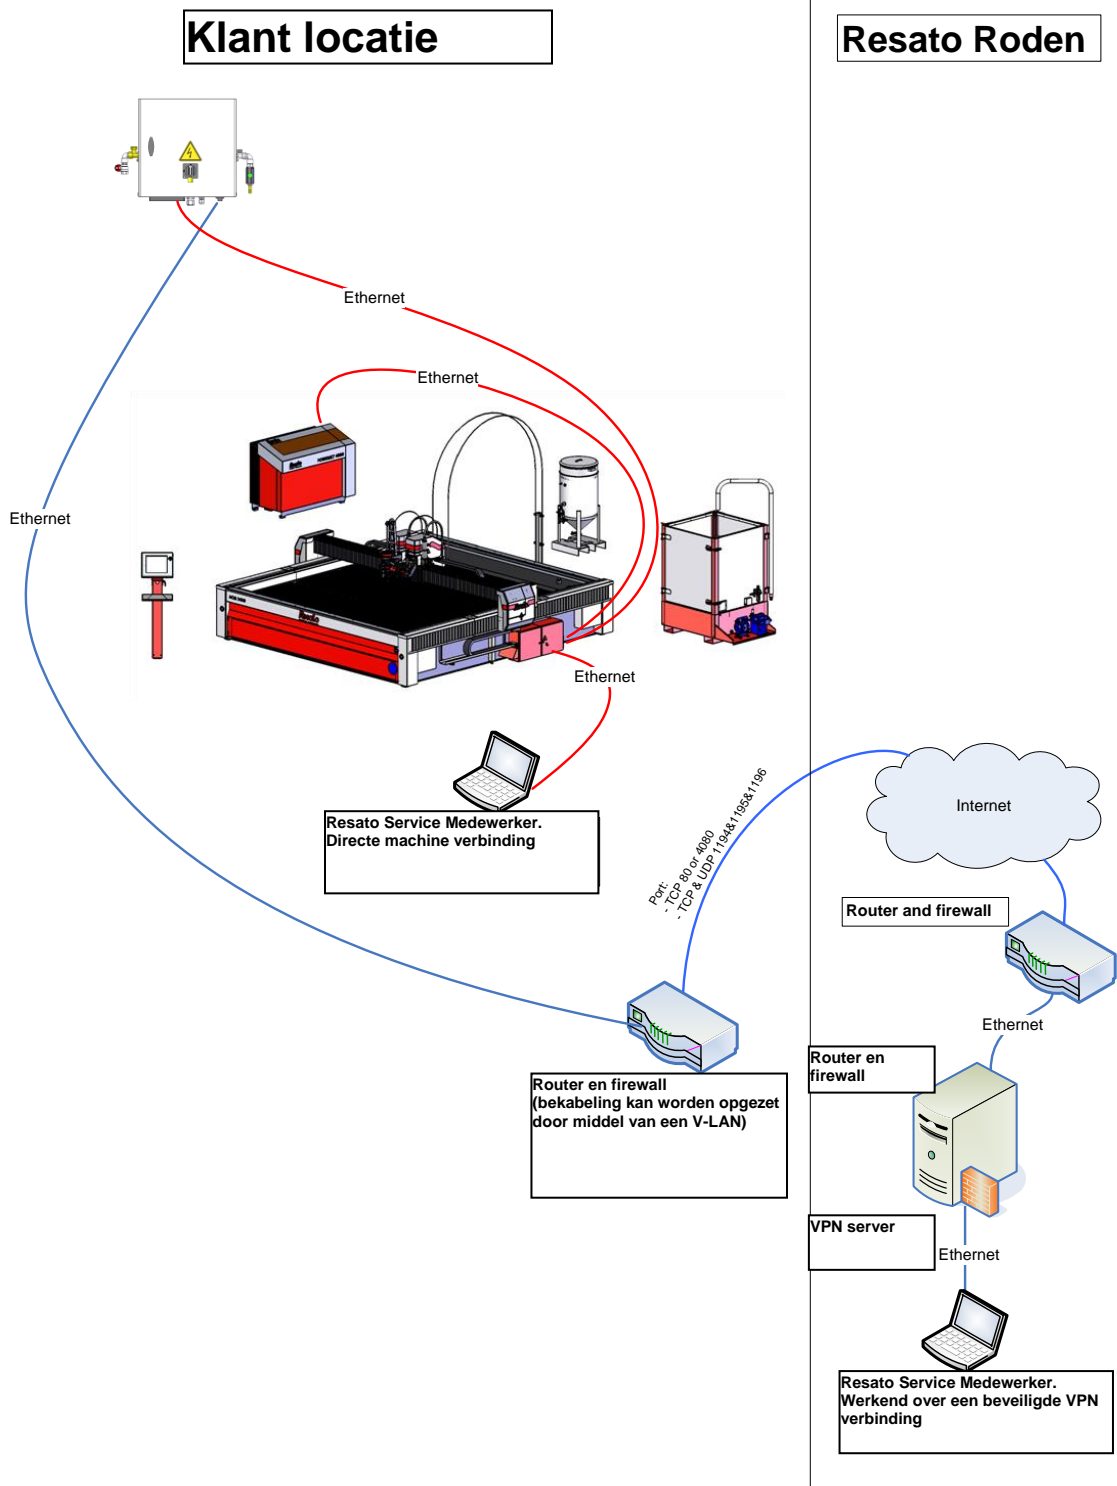 Klant locatie
Resato Roden
Ethernet
Ethernet
Ethernet
Ethernet
Resato Service Medewerker.
Directe machine verbinding
Port:
- TCP 80 or 4080
- TCP & UDP 1194&1195&1196
Internet
Router and firewall
Ethernet
Router en
firewall
Router en firewall
(bekabeling kan worden opgezet
door middel van een V-LAN)
VPN server
Ethernet
Resato Service Medewerker.
Werkend over een beveiligde VPN
verbinding